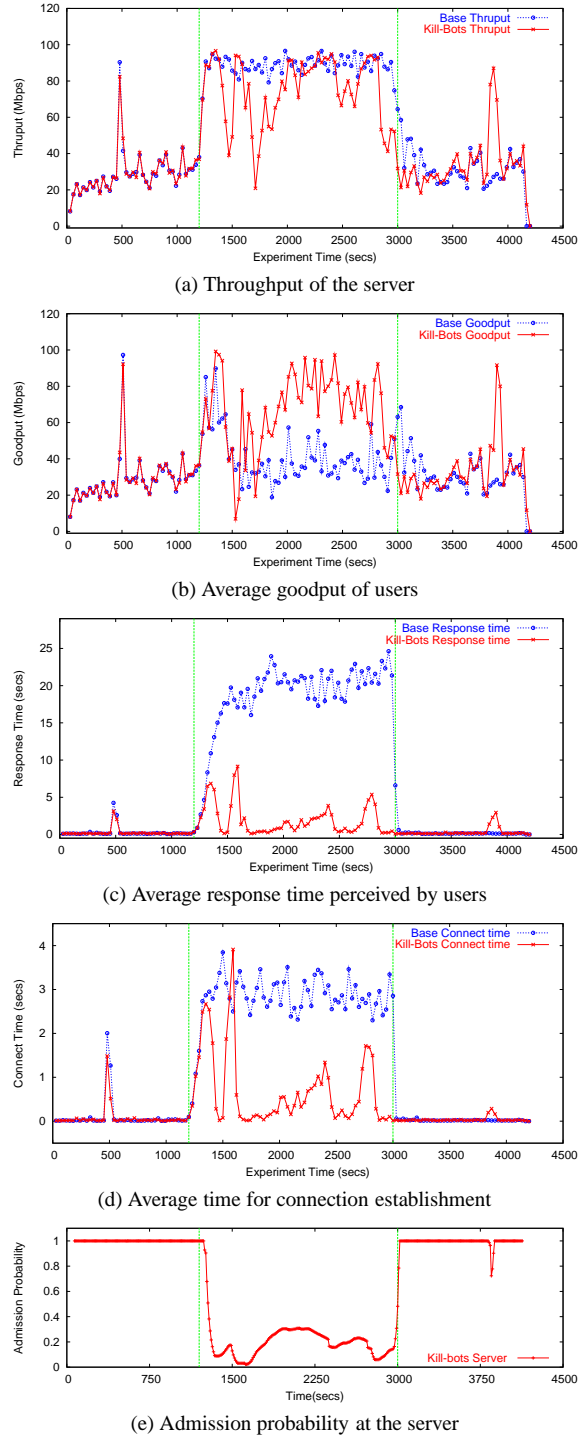 120
100
80
60
40
20
0
Thruput (Mbps)
Base Thruput
Kill-Bots Thruput
0 500 1000 1500 2000 2500 3000 3500 4000 4500
Experiment Time (secs)
(a) Throughput of the server
120
100
80
60
40
20
0
Goodput (Mbps)
Base Goodput
Kill-Bots Goodput
0 500 1000 1500 2000 2500 3000 3500 4000 4500
Experiment Time (secs)
(b) Average goodput of users
25
20
15
10
5
0
Response Time (secs)
Base Response time
Kill-Bots Response time
0 500 1000 1500 2000 2500 3000 3500 4000 4500
Experiment Time (secs)
(c) Average response time perceived by users
4
3
2
1
0
Connect Time (secs)
Base Connect time
Kill-Bots Connect time
0 500 1000 1500 2000 2500 3000 3500 4000 4500
Experiment Time (secs)
(d) Average time for connection establishment
1
0.8
0.6
0.4
0.2
0
Admission Probability
Kill-bots Server
0 750 1500 2250 3000 3750 4500
Time(secs)
(e) Admission probability at the server